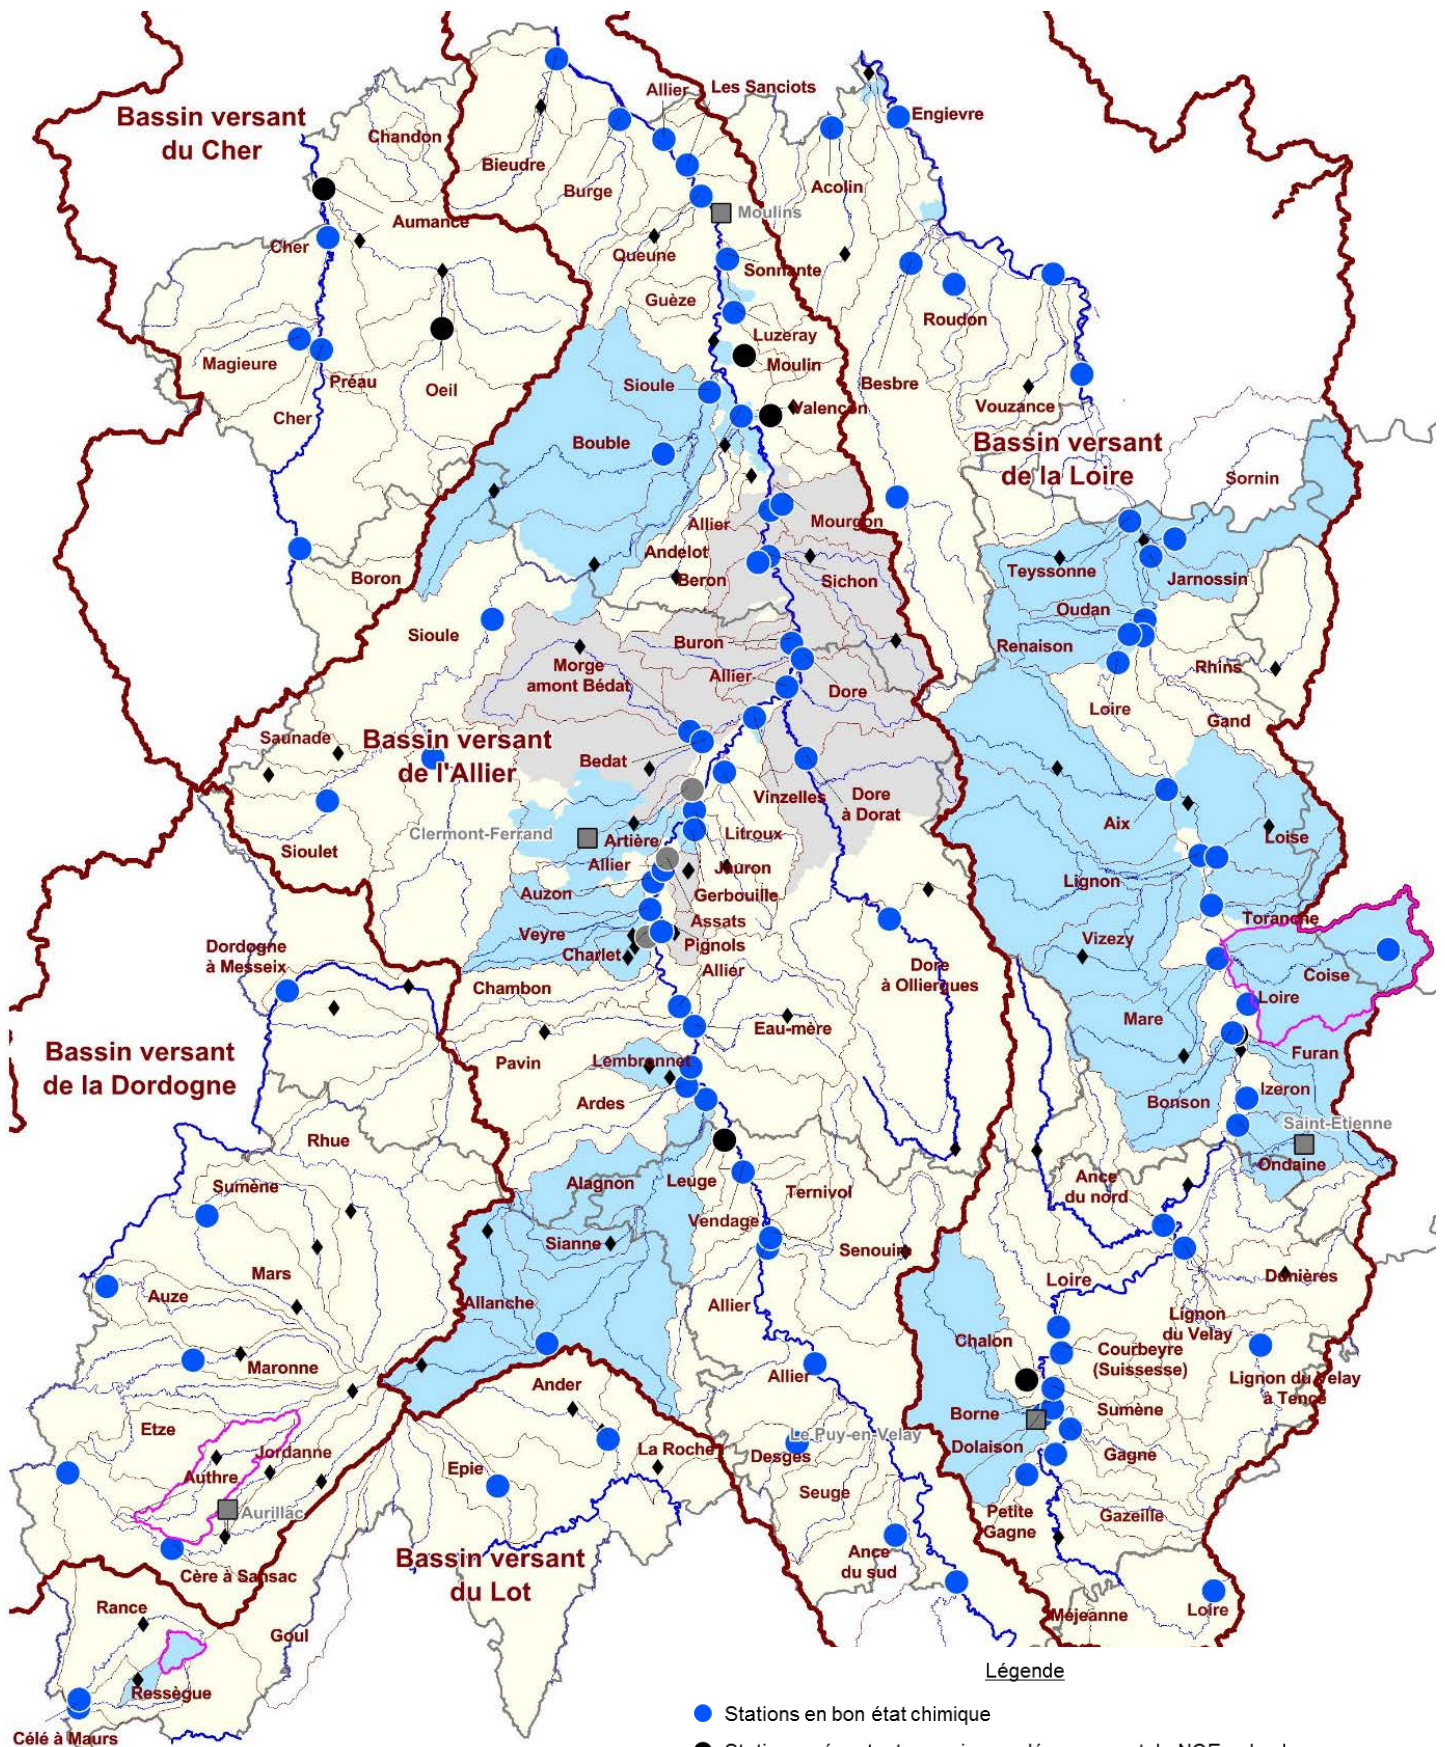 Allier
Les Sanciots
Engievre
Bassin versant
du Cher
Chandon
Bieudre
Burge
Acolin
Aumance
Moulins
Cher
Queune
Sonnante
Guèze
Roudon
Luzeray
Magieure
Préau
Oeil
Moulin
Sioule
Besbre
Cher
Valençon
Vouzance
Bouble
Bassin versant
de la Loire
Sornin
Allier
Mourgon
Andelot
Boron
Beron
Sichon
Teyssonne
Jarnossin
Oudan
Sioule
Buron
Renaison
Morge
amont Bédat
Allier
Dore
Rhins
Loire
Gand
Saunade
Bassin versant
de l'Allier
Bedat
Vinzelles
Dore
à Dorat
Aix
Clermont-Ferrand
Artière
Litroux
Loise
Sioulet
Allier
Jauron
Lignon
Auzon
Gerbouille
Assats
Toranche
Veyre
Pignols
Vizezy
Dordogne
à Messeix
Charlet
Allier
Dore
à Olliergues
Coise
Chambon
Loire
Mare
Eau-mère
Bassin versant
de la Dordogne
Pavin
Lembronnet
Furan
Ardes
Bonson
Izeron
Saint-Etienne
Rhue
Ondaine
Sumène
Alagnon
Leuge
Ternivol
Ance
du nord
Vendage
Sianne
Senouire
Mars
Dunières
Auze
Allanche
Allier
Loire
Lignon
du Velay
Chalon
Courbeyre
(Suissesse)
Maronne
Allier
Lignon du Velay
à Tence
Ander
Borne
Sumène
Etze
Le Puy-en-Velay
Dolaison
Jordanne
La Roche
Desges
Gagne
Authre
Epie
Seuge
Petite
Gagne
Gazeille
Aurillac
Bassin versant
du Lot
Ance
du sud
Cère à Sansac
Rance
Méjeanne
Loire
Goul
Légende
Ressègue
Stations en bon état chimique
Célé à Maurs